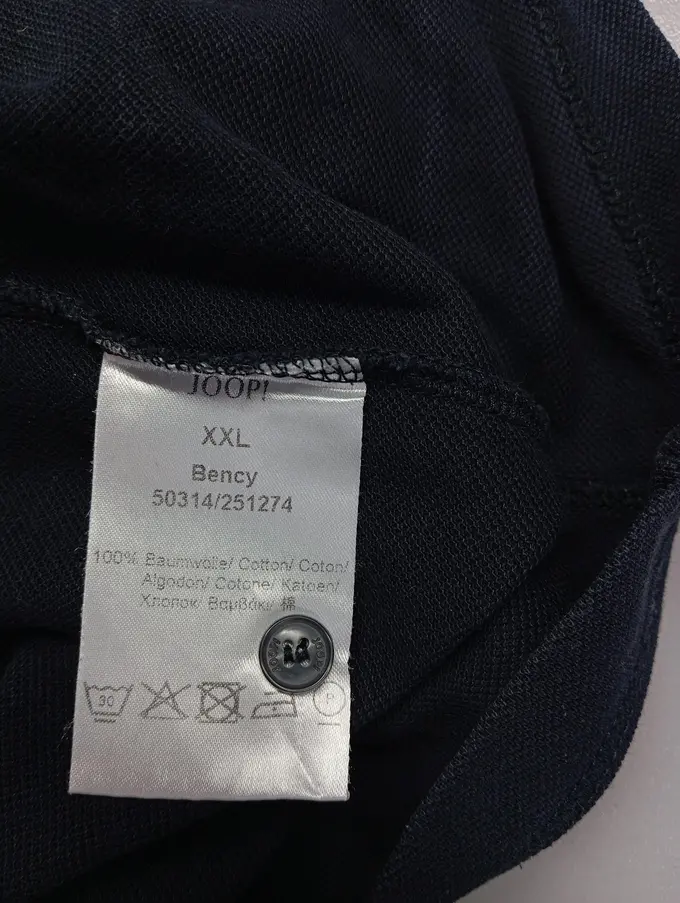 JOOP!
XXL
Bency
50314/251274
100% Baumwolle/ Cotton/ Coton/
Algodon/ Cotone/ Katoen/
Хлопок/ Βαμβάκι/ 棉
30
P